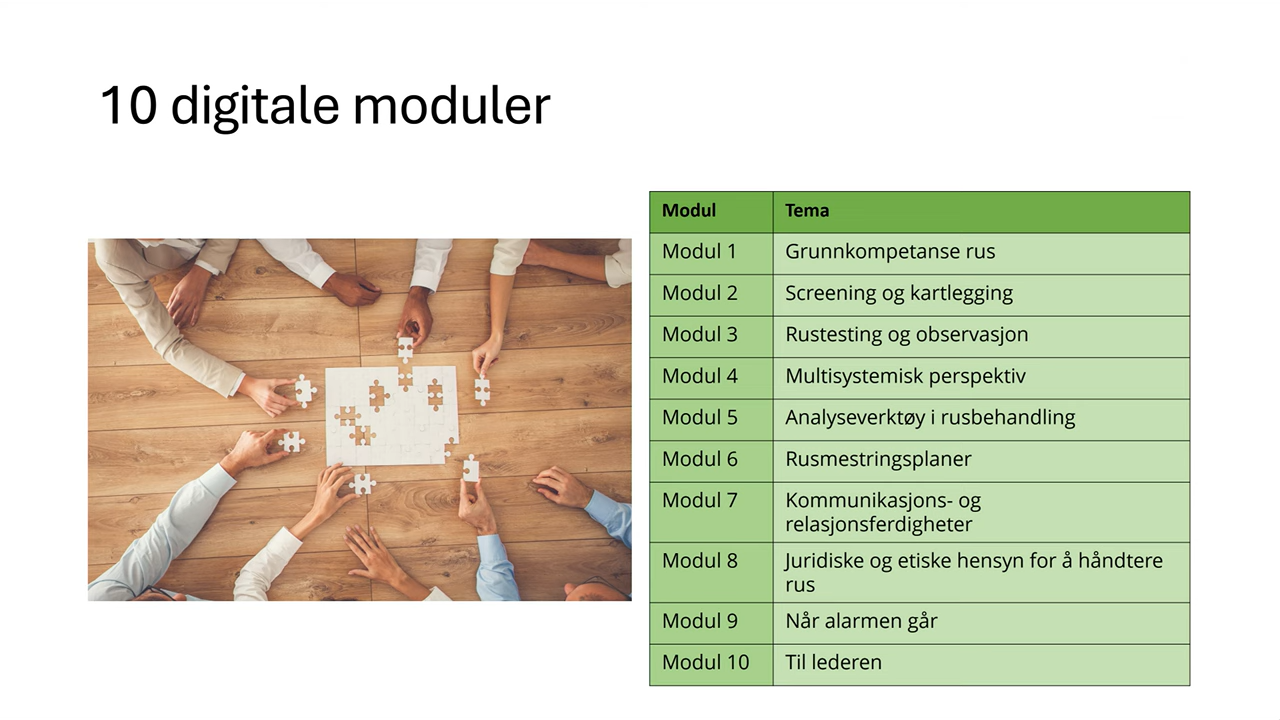 10 digitale moduler
Modul Tema
Modul 1 Grunnkompetanse rus
Modul 2 Screening og kartlegging
Modul 3 Rustesting og observasjon
Modul 4 Multisystemisk perspektiv
Modul 5 Analyseverktøy i rusbehandling
Modul 6 Rusmestringsplaner
Modul 7 Kommunikasjons- og
relasjonsferdigheter
Modul 8 Juridiske og etiske hensyn for å håndtere
rus
Modul 9 Når alarmen går
Modul 10 Til lederen